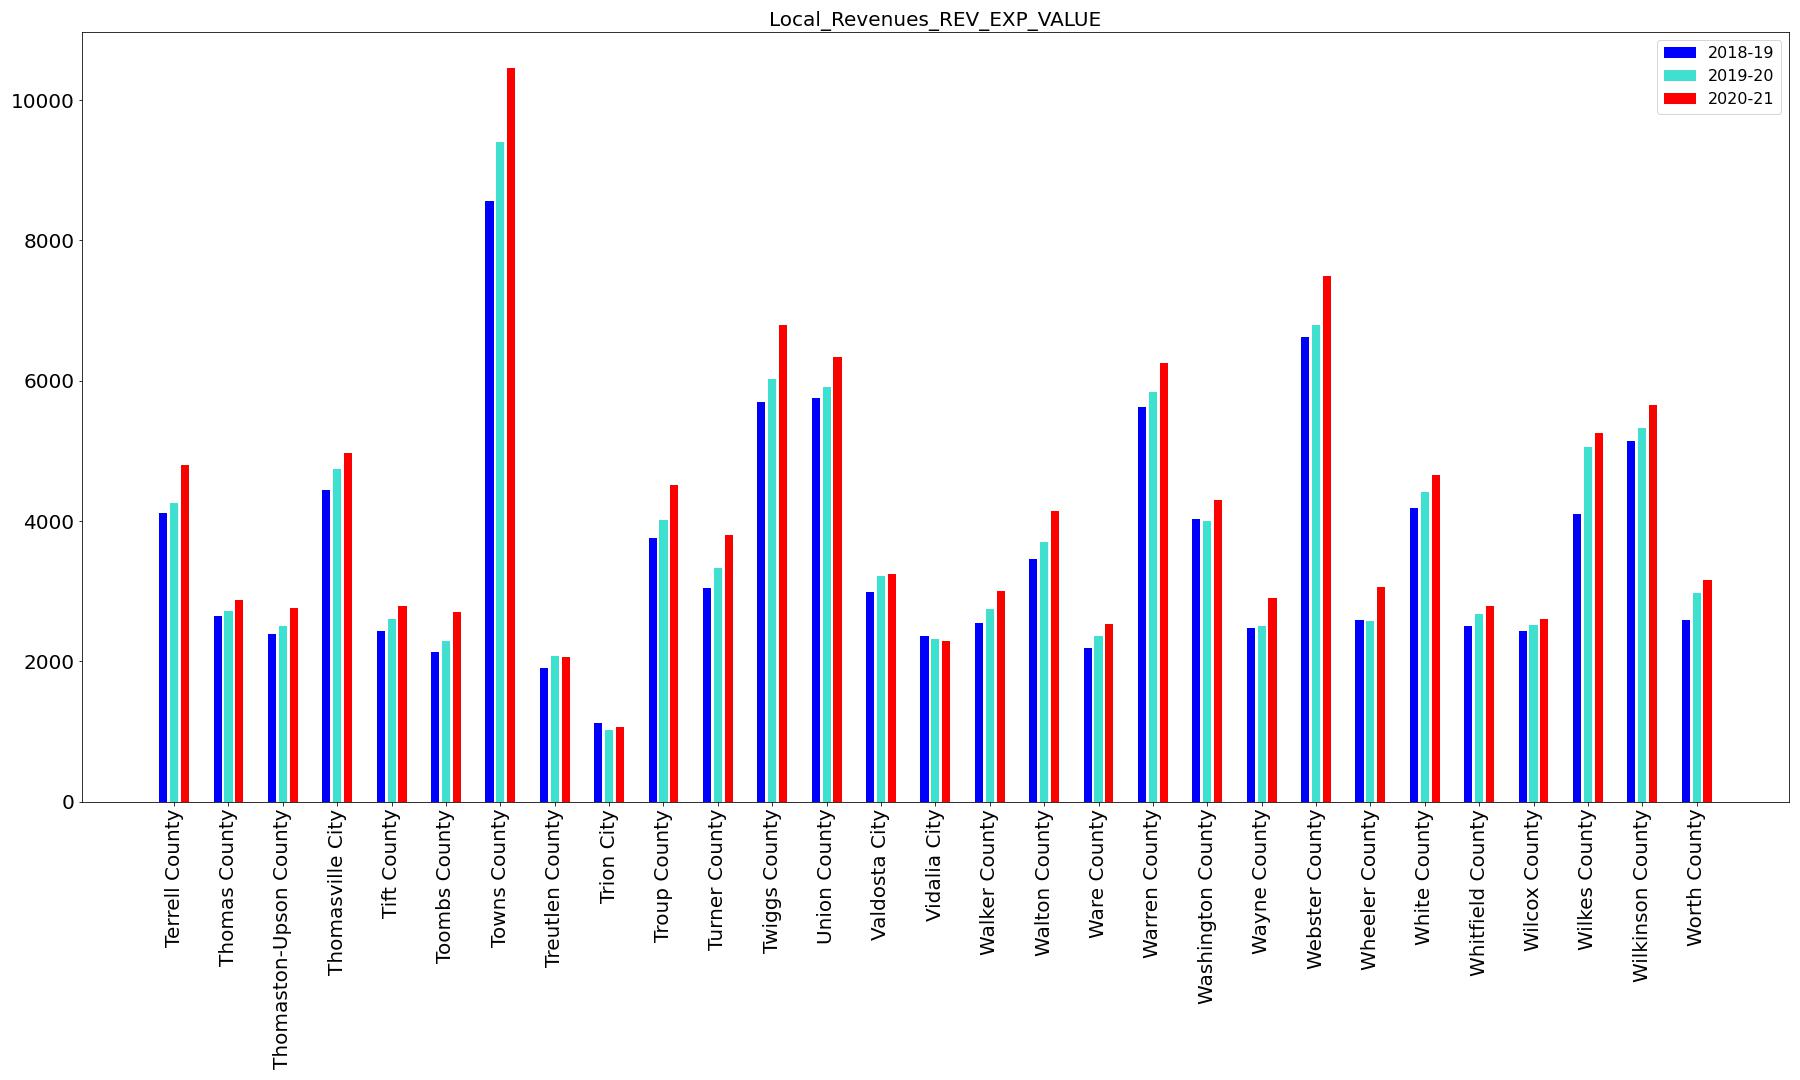 Local_Revenues_REV_EXP_VALUE
2018-19
2019-20
2020-21
10000
8000
6000
4000
2000
0
Terrell County
Thomas County
Thomaston-Upson County
Thomasville City
Tift County
Toombs County
Towns County
Treutlen County
Trion City
Troup County
Turner County
Twiggs County
Union County
Valdosta City
Vidalia City
Walker County
Walton County
Ware County
Warren County
Washington County
Wayne County
Webster County
Wheeler County
White County
Whitfield County
Wilcox County
Wilkes County
Wilkinson County
Worth County